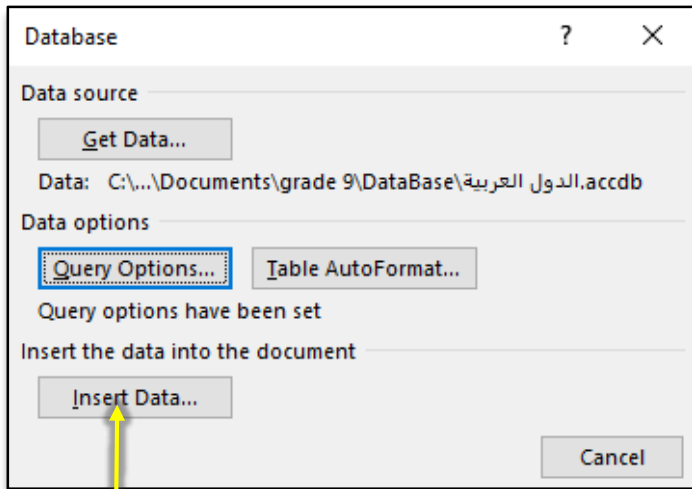 Database ? ×
Data source
Get Data...
Data: C:\...\Documents\grade 9\DataBase\الدول العربية.accdb
Data options
Query Options... Table AutoFormat...
Query options have been set
Insert the data into the document
Insert Data...
Cancel